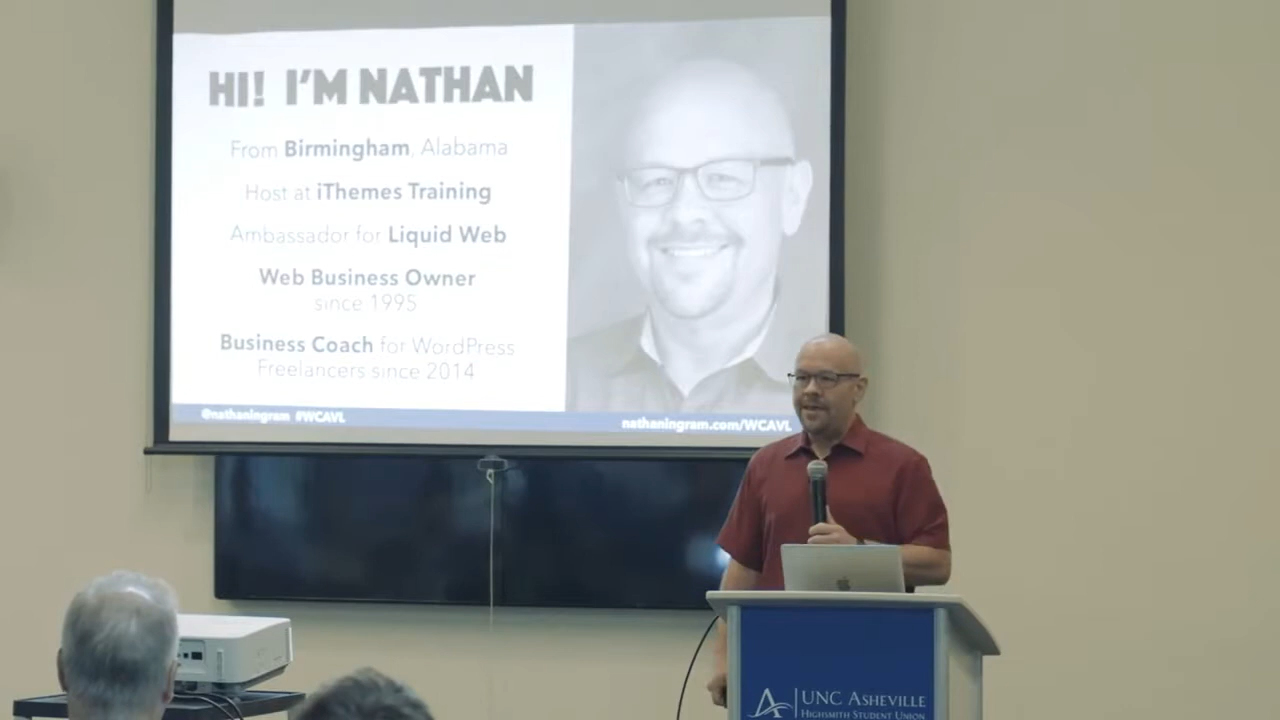 HI! I'M NATHAN
From Birmingham, Alabama
Host at iThemes Training
Ambassador for Liquid Web
Web Business Owner
since 1995
Business Coach for WordPress
Freelancers since 2014
@nathaningram #WCAVL
nathaningram.com/WCAVL
UNC ASHEVILLE
HIGHSMITH STUDENT UNION